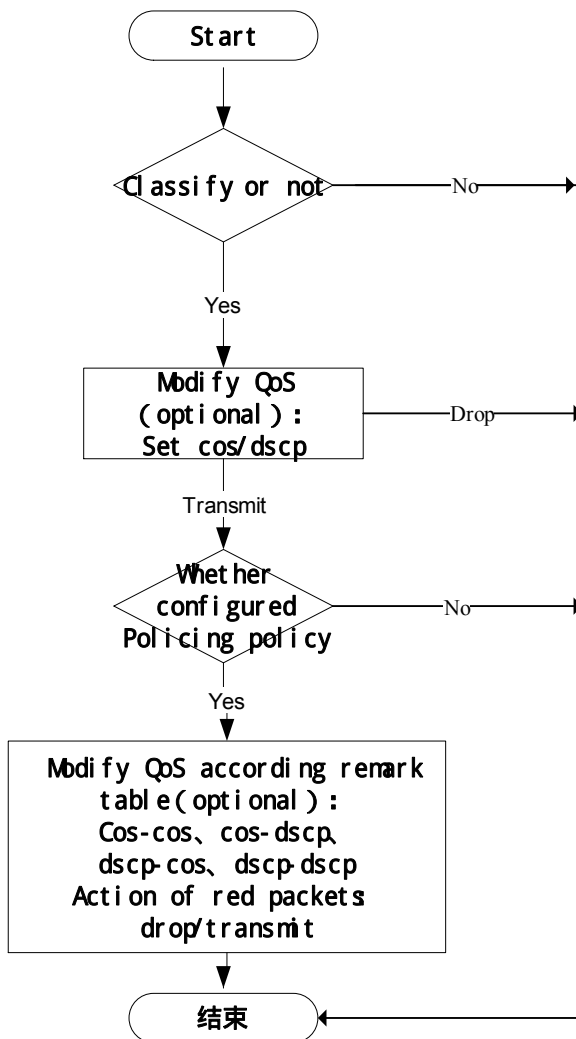 Start
Classify or not
No
Yes
Modify QoS
(optional):
Set cos/dscp
Drop
Transmit
Whether
configured
Policing policy
No
Yes
Modify QoS according remark
table(optional):
Cos-cos、cos-dscp、
dscp-cos、dscp-dscp
Action of red packets:
drop/transmit
结束